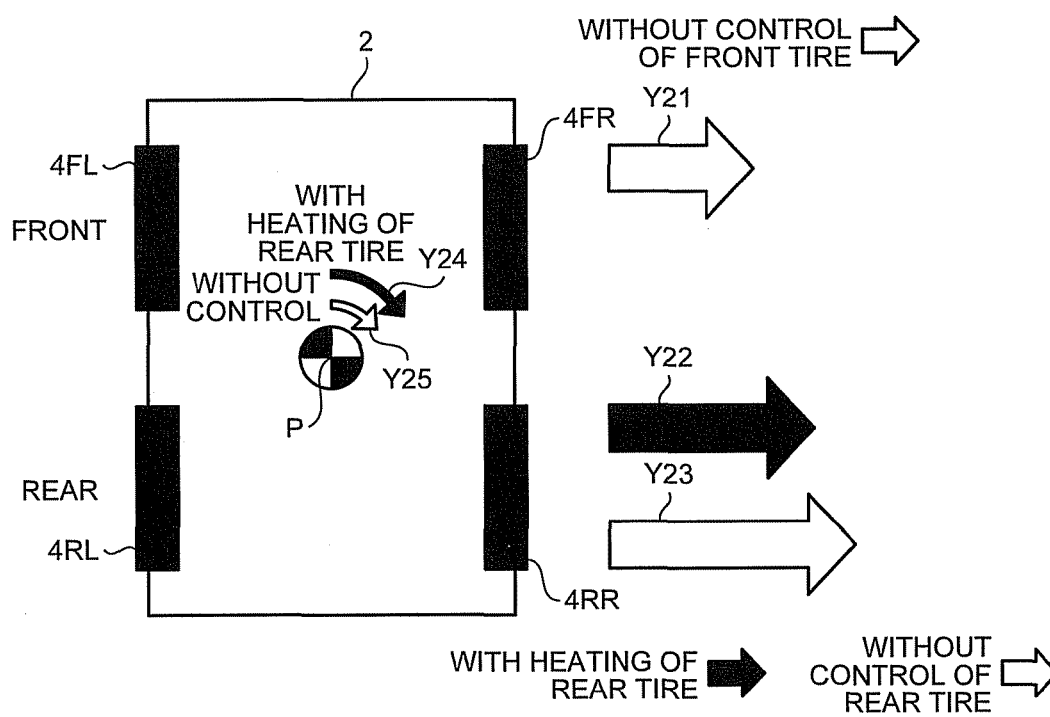 WITHOUT CONTROL
OF FRONT TIRE
2
Y21
4FR
4FL
WITH
HEATING OF
REAR TIRE
FRONT
Y24
WITHOUT
CONTROL
Y25
Y22
P
Y23
REAR
4RL
4RR
WITH HEATING OF
REAR TIRE
WITHOUT
CONTROL OF
REAR TIRE